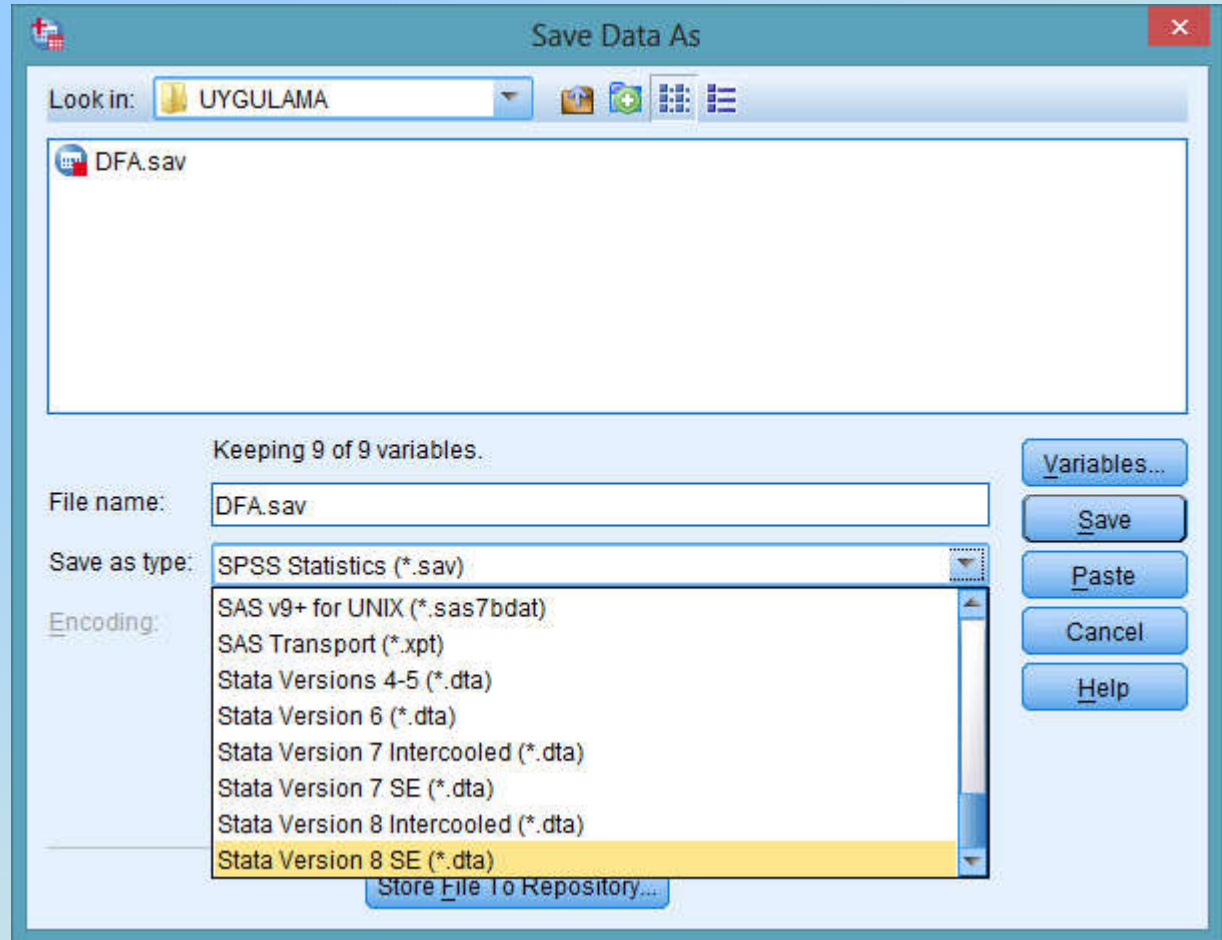 Save Data As
Look in: UYGULAMA
DFA.sav
Keeping 9 of 9 variables.
File name: DFA.sav
Save as type: SPSS Statistics (*.sav)
Encoding:
SAS v9+ for UNIX (*.sas7bdat)
SAS Transport (*.xpt)
Stata Versions 4-5 (*.dta)
Stata Version 6 (*.dta)
Stata Version 7 Intercooled (*.dta)
Stata Version 7 SE (*.dta)
Stata Version 8 Intercooled (*.dta)
Stata Version 8 SE (*.dta)
Store File To Repository...
Variables...
Save
Paste
Cancel
Help